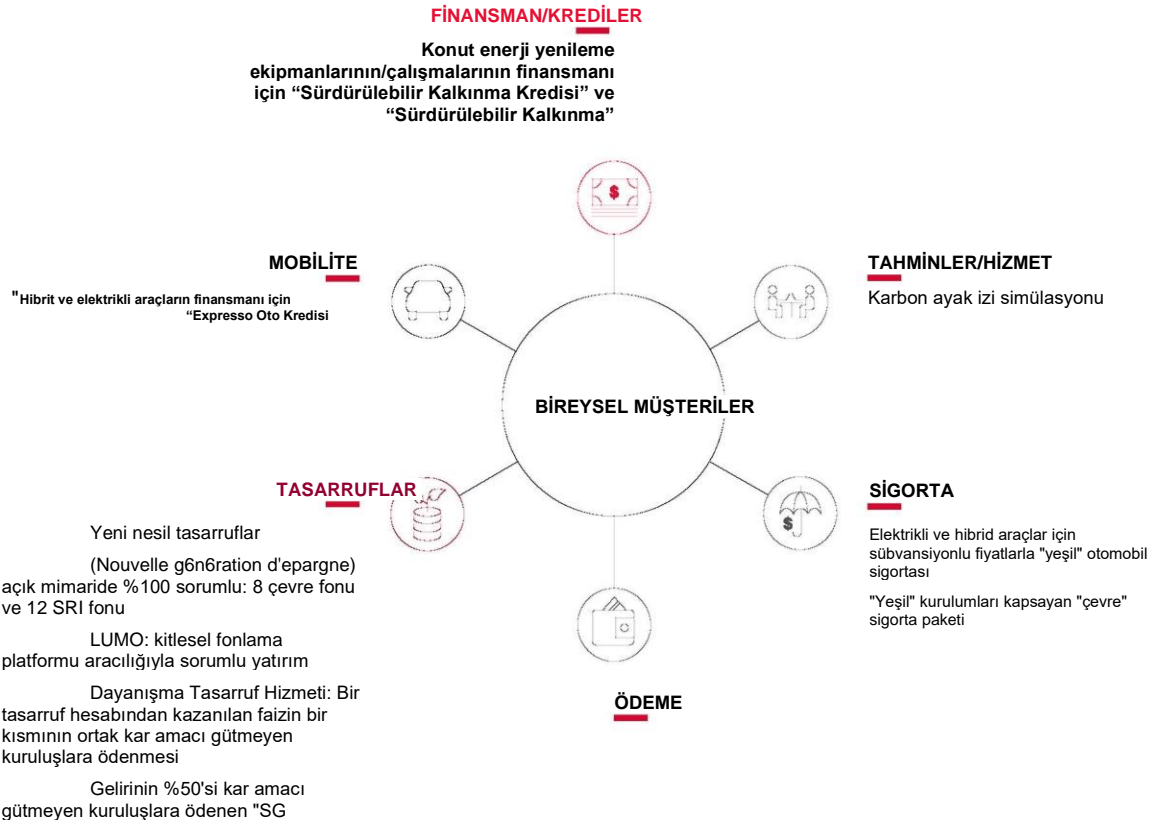 FİNANSMAN/KREDİLER
Konut enerji yenileme
ekipmanlarının/çalışmalarının finansmanı
için “Sürdürülebilir Kalkınma Kredisi” ve
“Sürdürülebilir Kalkınma”
$
MOBİLİTE
"Hibrit ve elektrikli araçların finansmanı için
“Expresso Oto Kredisi
TAHMİNLER/HİZMET
Karbon ayak izi simülasyonu
BİREYSEL MÜŞTERİLER
TASARRUFLAR
Yeni nesil tasarruflar
(Nouvelle g6n6ration d'epargne)
açık mimaride %100 sorumlu: 8 çevre fonu
ve 12 SRI fonu
LUMO: kitlesel fonlama
platformu aracılığıyla sorumlu yatırım
Dayanışma Tasarruf Hizmeti: Bir
tasarruf hesabından kazanılan faizin bir
kısmının ortak kar amacı gütmeyen
kuruluşlara ödenmesi
Gelirinin %50'si kar amacı
gütmeyen kuruluşlara ödenen "SG
$
SİGORTA
Elektrikli ve hibrid araçlar için
sübvansiyonlu fiyatlarla "yeşil" otomobil
sigortası
"Yeşil" kurulumları kapsayan "çevre"
sigorta paketi
ÖDEME